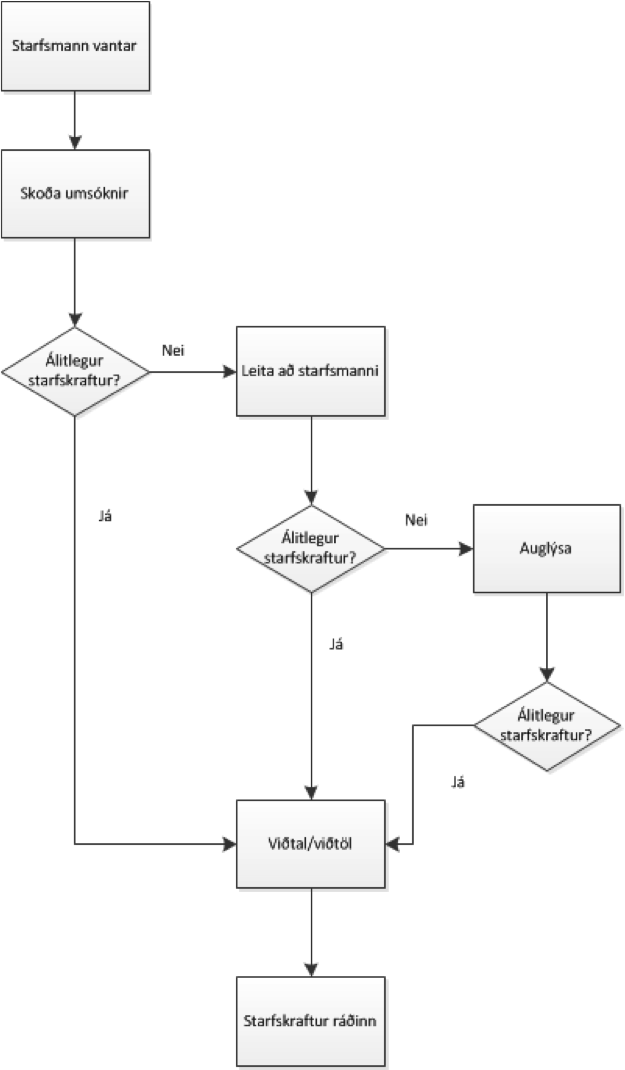 Starfsmann vantar
Skoða umsóknir
Álitlegur
starfskraftur?
Nei
Leita að starfsmanni
Já
Álitlegur
starfskraftur?
Nei
Auglýsa
Já
Álitlegur
starfskraftur?
Já
Viðtal/viðtöl
Starfskraftur ráðinn